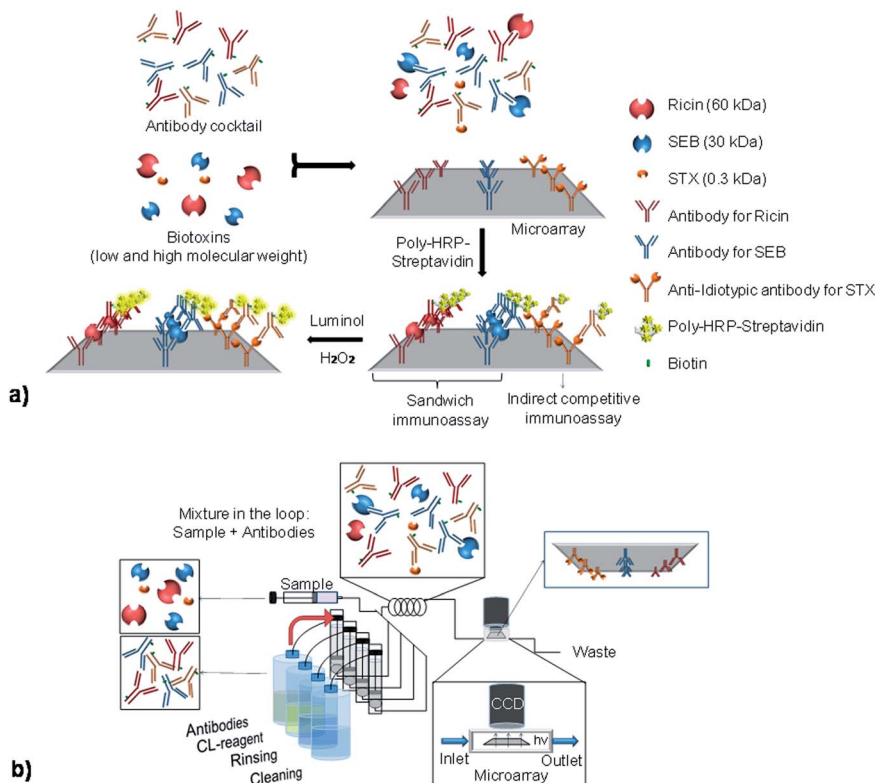 Antibody cocktail
Biotoxins
(low and high molecular weight)
Microarray
Poly-HRP-
Streptavidin
Luminol
H2O2
Sandwich
immunoassay
Indirect competitive
immunoassay
Ricin (60 kDa)
SEB (30 kDa)
STX (0.3 kDa)
Antibody for Ricin
Antibody for SEB
Anti-Idiotypic antibody for STX
Poly-HRP-Streptavidin
Biotin
a)
Mixture in the loop:
Sample + Antibodies
Sample
Waste
Antibodies
CL-reagent
Rinsing
Cleaning
CCD
hν
Inlet
Outlet
Microarray
b)